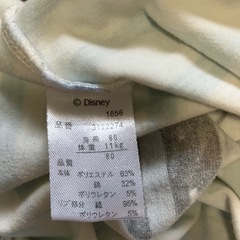 © Disney
1656
品番 3122274
身長 80
体重 11kg
品質 80
本体 ポリエステル 63%
綿 32%
ポリウレタン 5%
リブ部分 綿 95%
ポリウレタン 5%